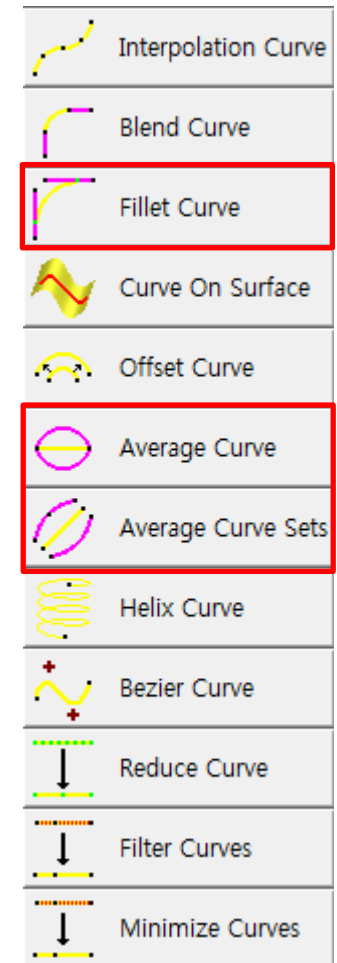 Interpolation Curve
Blend Curve
Fillet Curve
Curve On Surface
Offset Curve
Average Curve
Average Curve Sets
Helix Curve
Bezier Curve
Reduce Curve
Filter Curves
Minimize Curves